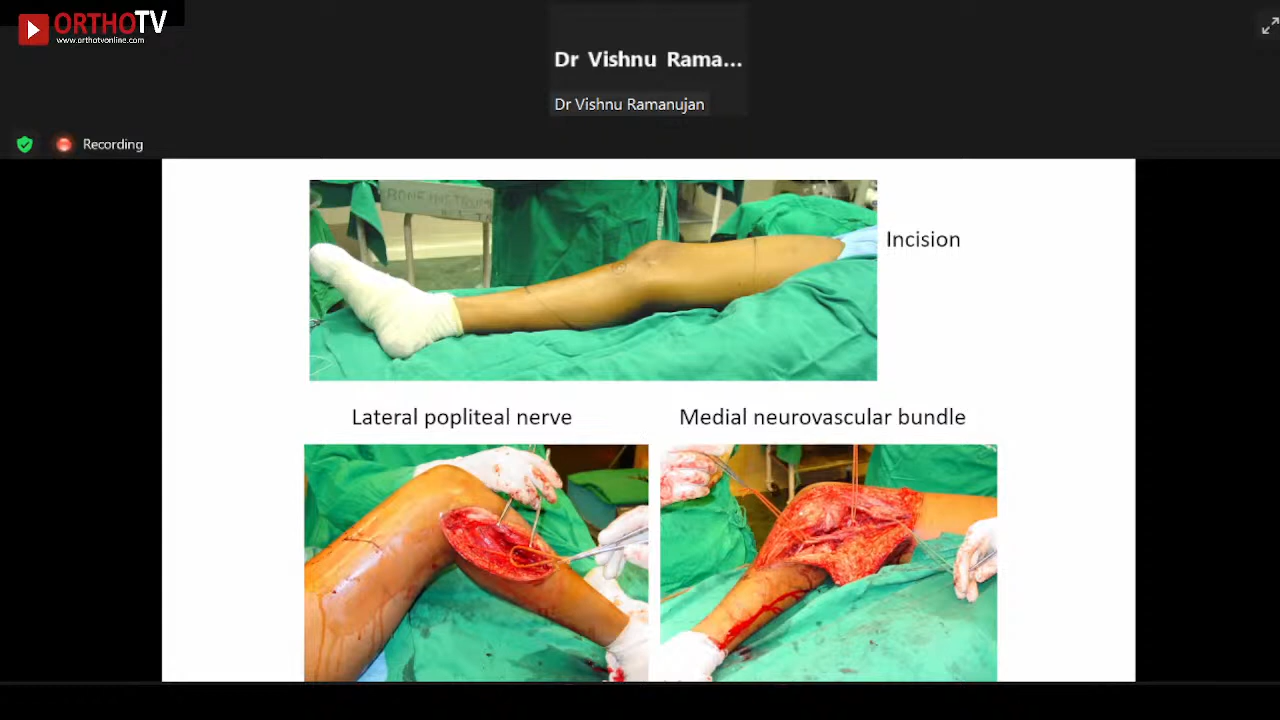 ORTHOTV
www.orthotvonline.com
Dr Vishnu Rama...
Dr Vishnu Ramanujan
Recording
Incision
Lateral popliteal nerve
Medial neurovascular bundle